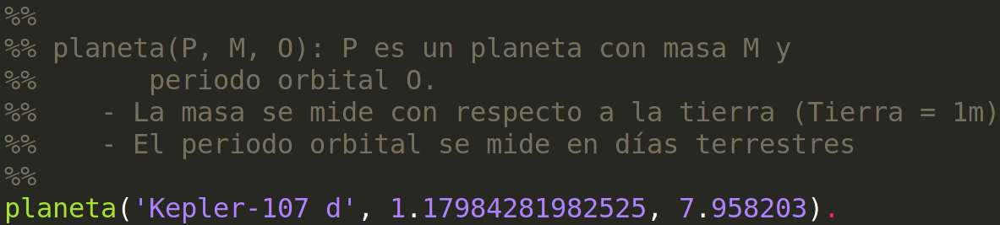 %%
%% planeta(P, M, O): P es un planeta con masa M y
%%       periodo orbital O.
%%    - La masa se mide con respecto a la tierra (Tierra = 1m)
%%    - El periodo orbital se mide en días terrestres
%%
planeta('Kepler-107 d', 1.17984281982525, 7.958203).